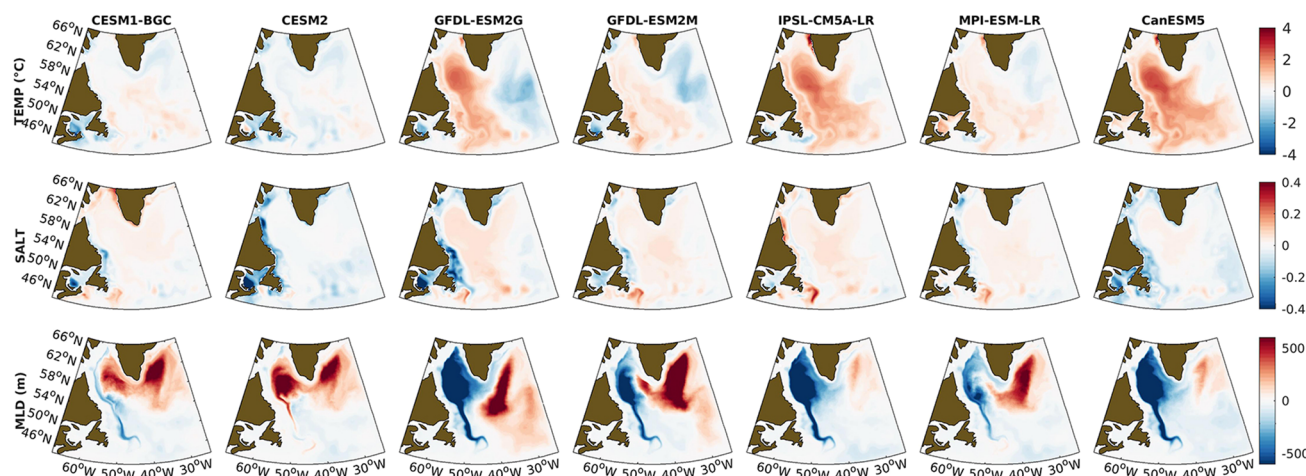 CESM1-BGC CESM2 GFDL-ESM2G GFDL-ESM2M IPSL-CM5A-LR MPI-ESM-LR CanESM5
TEMP (°C)
66°N
62°N
58°N
54°N
50°N
46°N
4
2
0
-2
-4
SALT
66°N
62°N
58°N
54°N
50°N
46°N
0.4
0.2
0
-0.2
-0.4
MLD (m)
66°N
62°N
58°N
54°N
50°N
46°N
500
0
-500
60°W 50°W 40°W 30°W 60°W 50°W 40°W 30°W 60°W 50°W 40°W 30°W 60°W 50°W 40°W 30°W 60°W 50°W 40°W 30°W 60°W 50°W 40°W 30°W 60°W 50°W 40°W 30°W